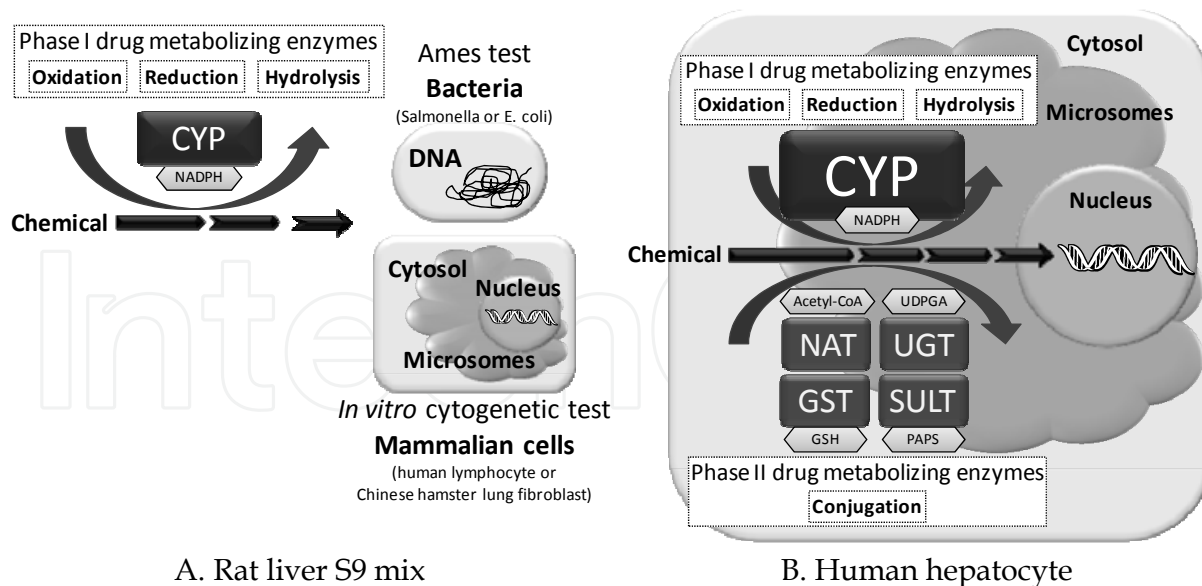 Phase I drug metabolizing enzymes
Oxidation Reduction Hydrolysis
CYP
NADPH
Chemical
Ames test
Bacteria
(Salmonella or E. coli)
DNA
Cytosol
Nucleus
Microsomes
In vitro cytogenetic test
Mammalian cells
(human lymphocyte or
Chinese hamster lung fibroblast)
A. Rat liver S9 mix
Cytosol
Phase I drug metabolizing enzymes
Oxidation Reduction Hydrolysis
Microsomes
CYP
NADPH
Nucleus
Chemical
Acetyl-CoA UDPGA
NAT UGT
GST SULT
GSH PAPS
Phase II drug metabolizing enzymes
Conjugation
B. Human hepatocyte